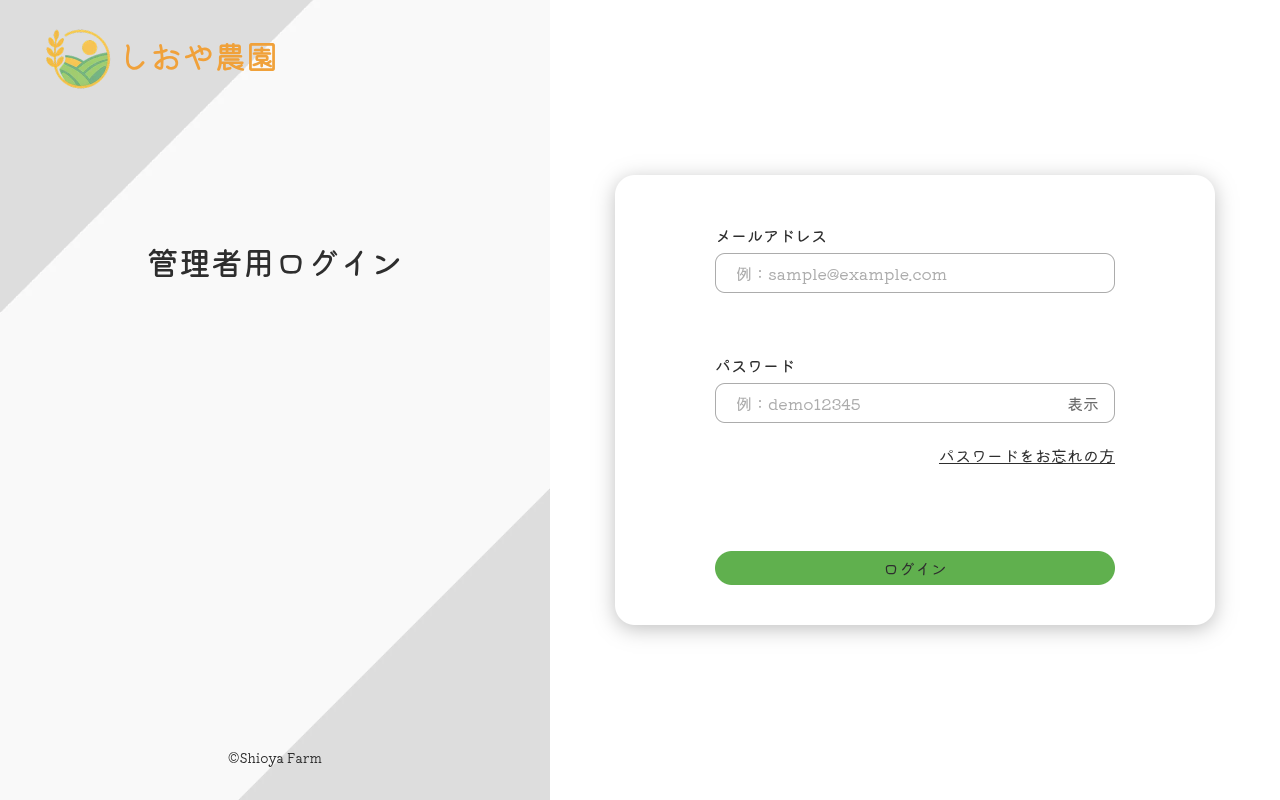 しおや農園
管理者用ログイン
©Shioya Farm
メールアドレス
例：sample@example.com
パスワード
例：demo12345
表示
パスワードをお忘れの方
ログイン